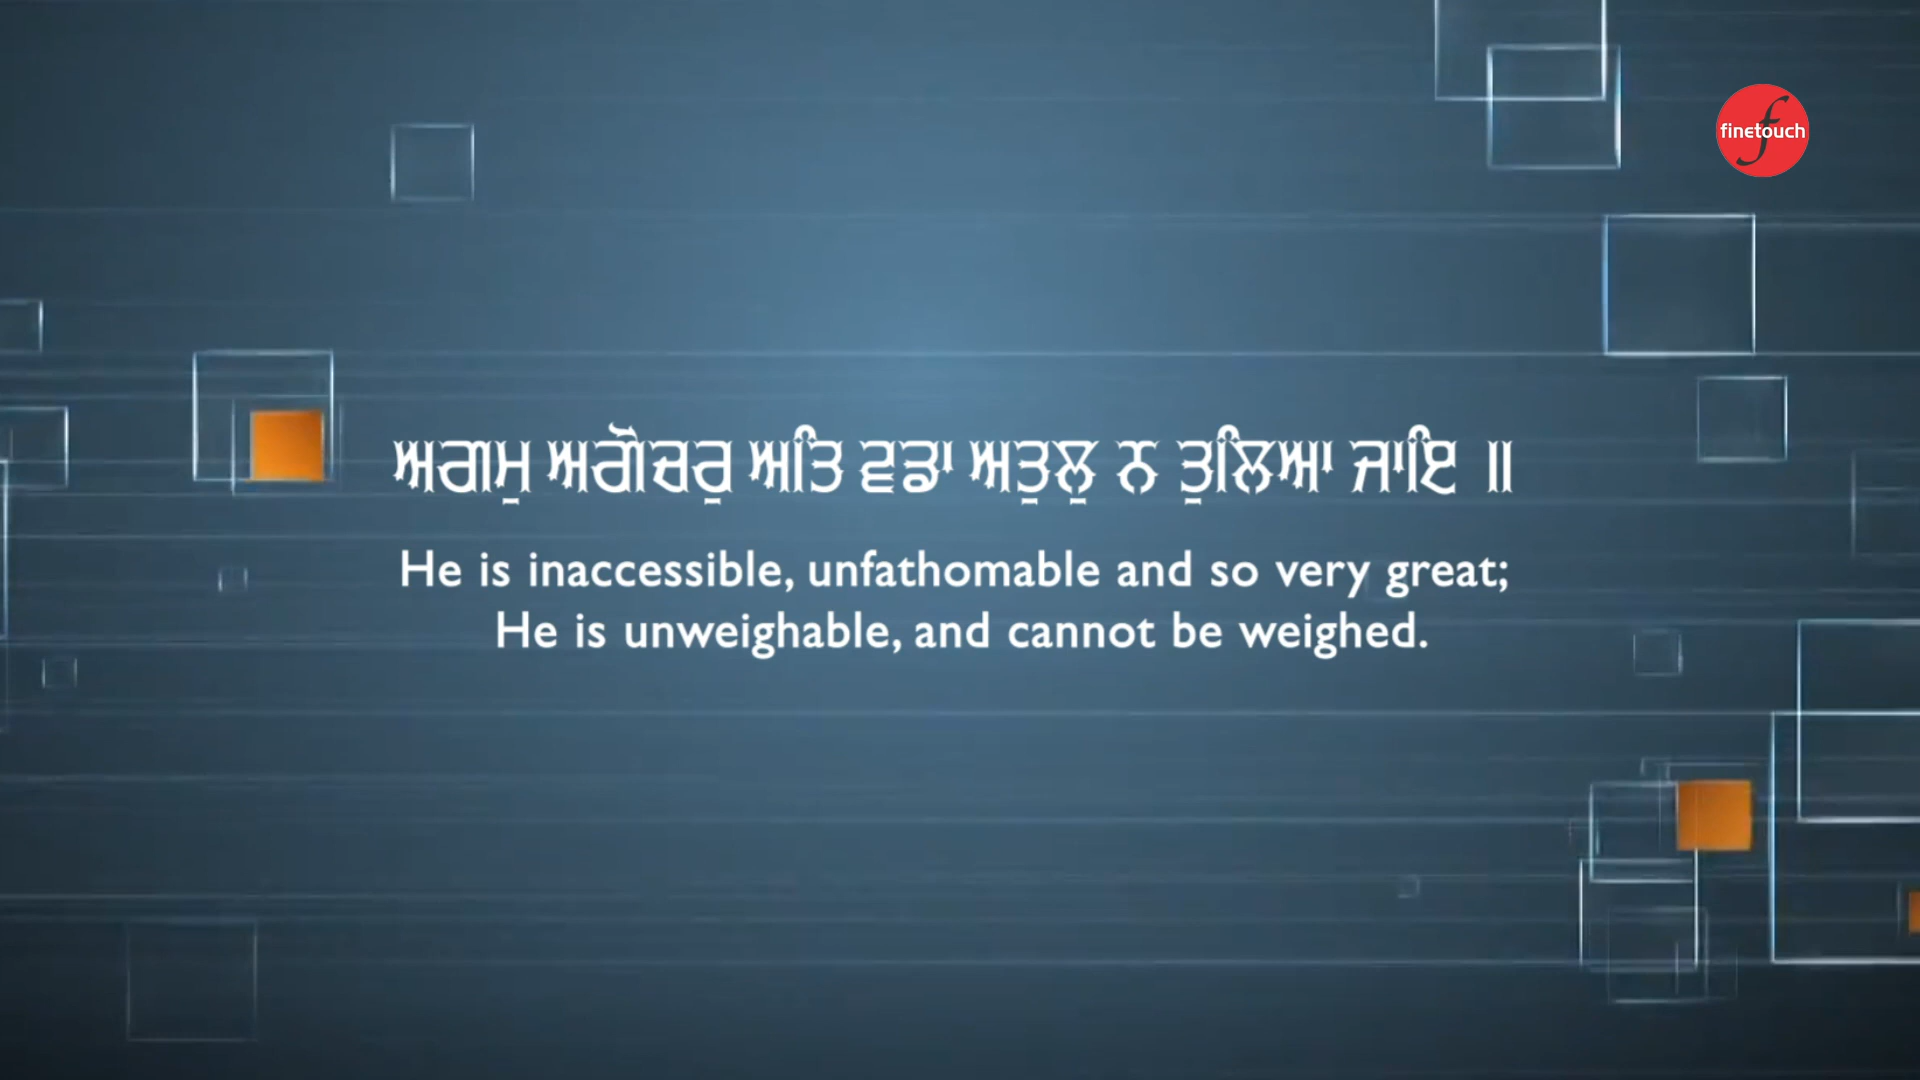 finetouch
ਅਗਮੁ ਅਗੋਚਰੁ ਅਤਿ ਵਡਾ ਅਤੁਲੁ ਨ ਤੁਲਿਆ ਜਾਇ ॥
He is inaccessible, unfathomable and so very great;
He is unweighable, and cannot be weighed.